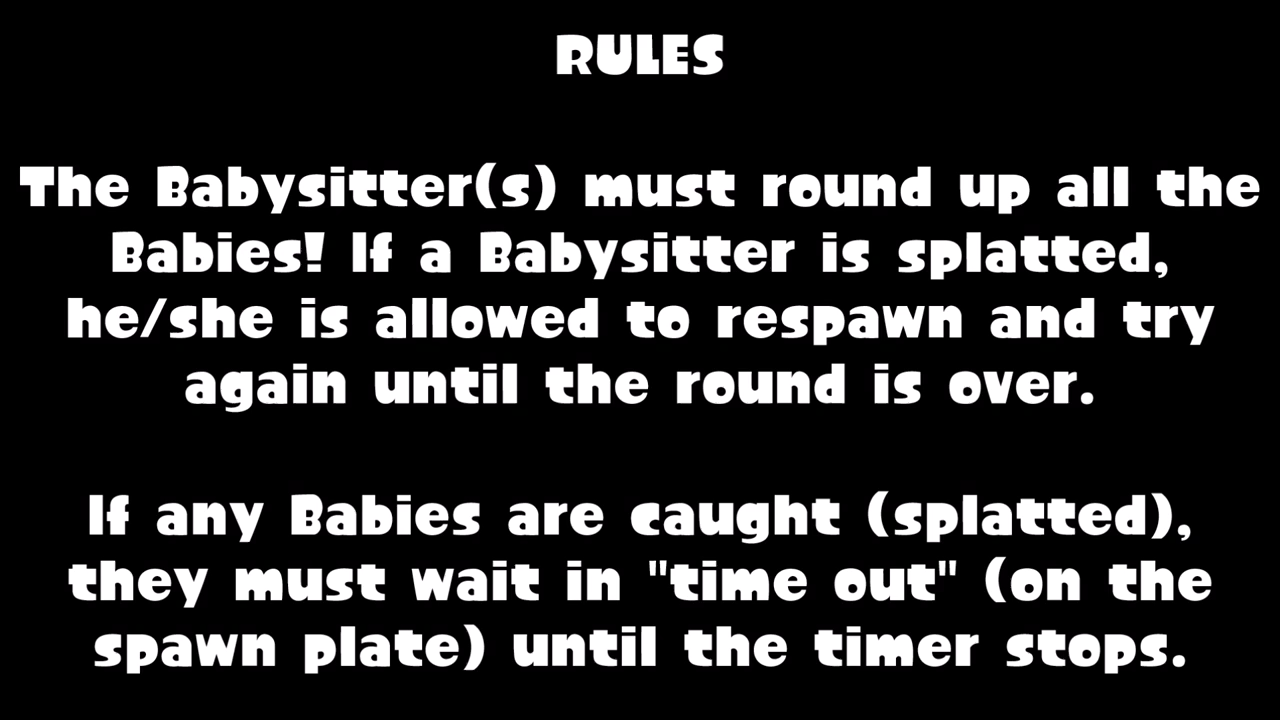 RULES
The Babysitter(s) must round up all the
Babies! If a Babysitter is splatted,
he/she is allowed to respawn and try
again until the round is over.
If any Babies are caught (splatted),
they must wait in "time out" (on the
spawn plate) until the timer stops.